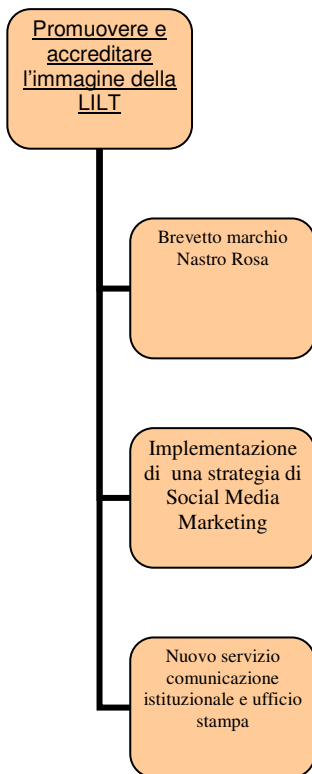 Promuovere e
accreditare
l'immagine della
LILT
Brevetto marchio
Nastro Rosa
Implementazione
di una strategia di
Social Media
Marketing
Nuovo servizio
comunicazione
istituzionale e ufficio
stampa